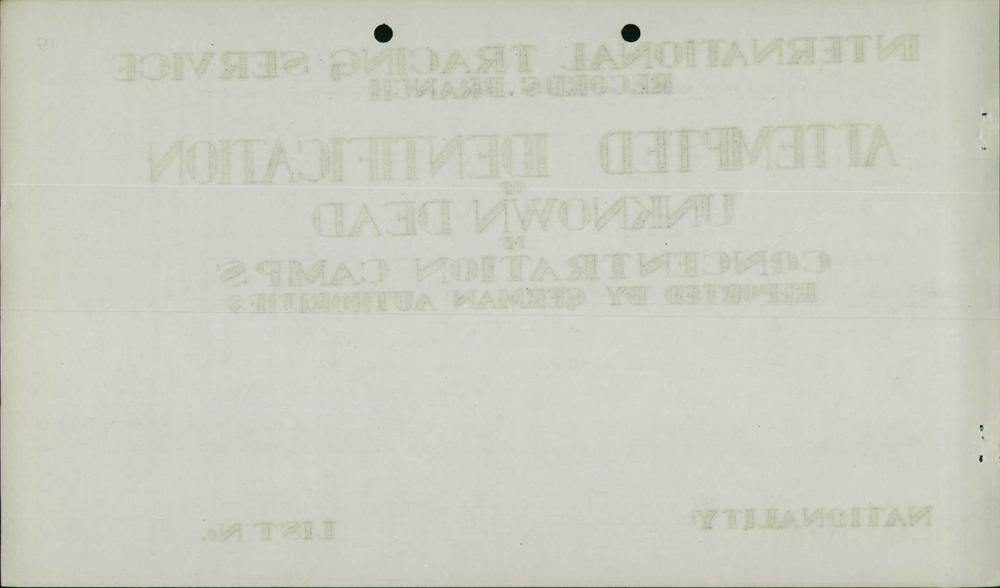 INTERNATIONAL TRACING SERVICE
RECORDS BRANCH
ATTEMPTED IDENTIFICATION
OF
UNKNOWN DEAD
IN
CONCENTRATION CAMPS
REPORTED BY GERMAN AUTHORITIES
NATIONALITY LIST No.